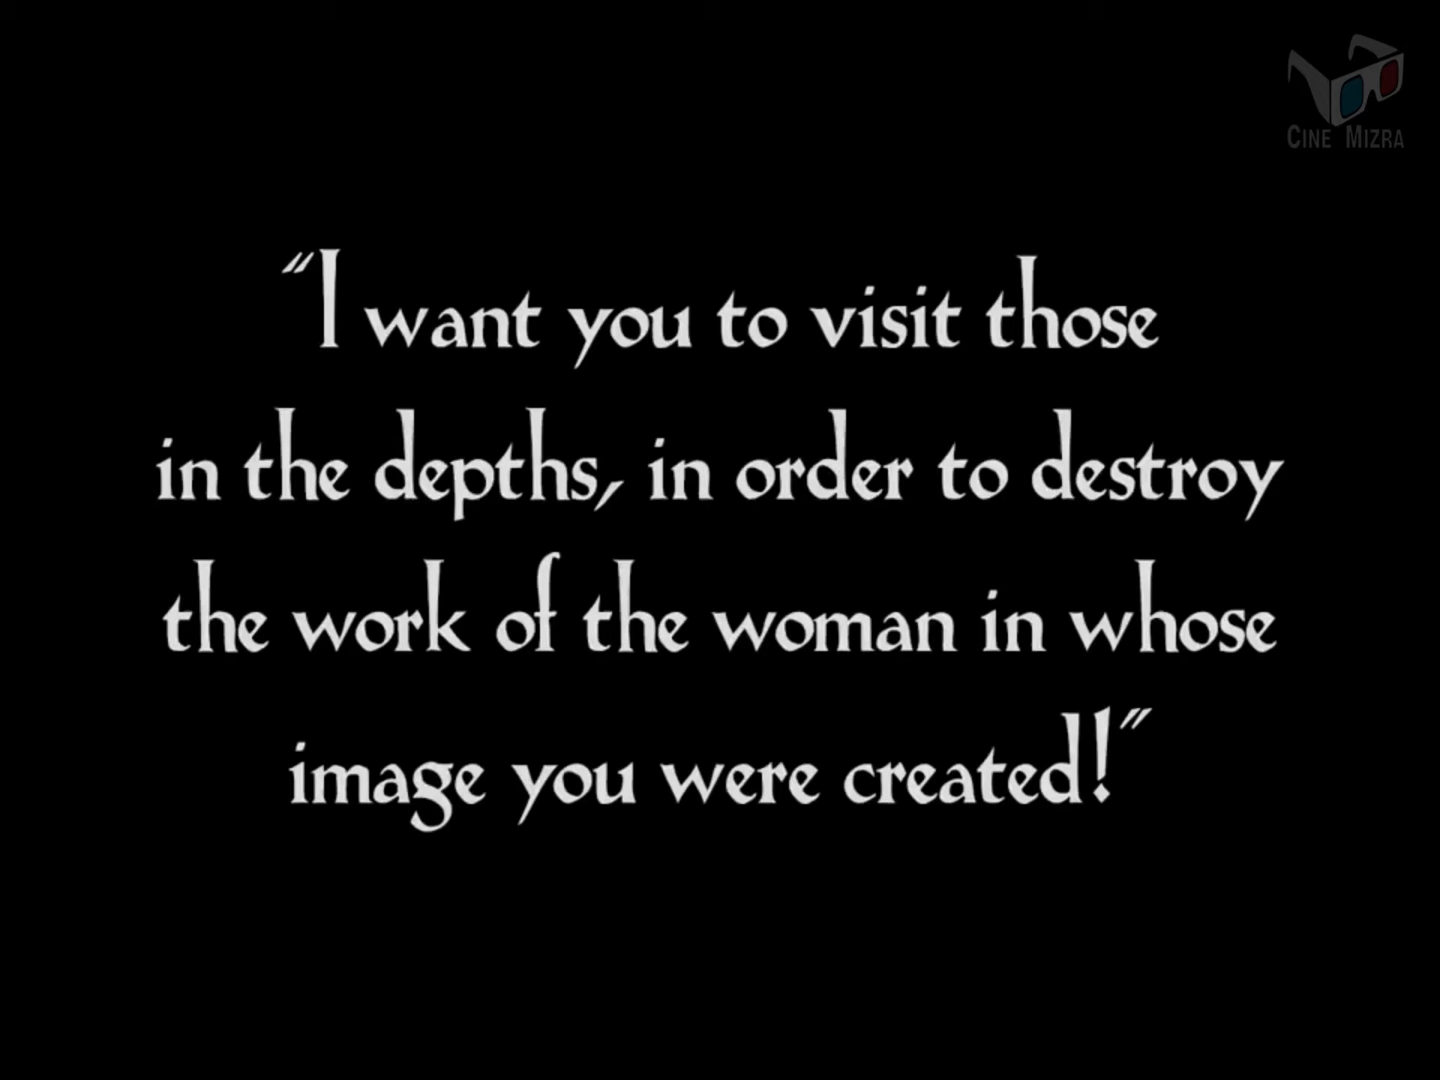 CINE MIZRA
“I want you to visit those
in the depths, in order to destroy
the work of the woman in whose
image you were created!”